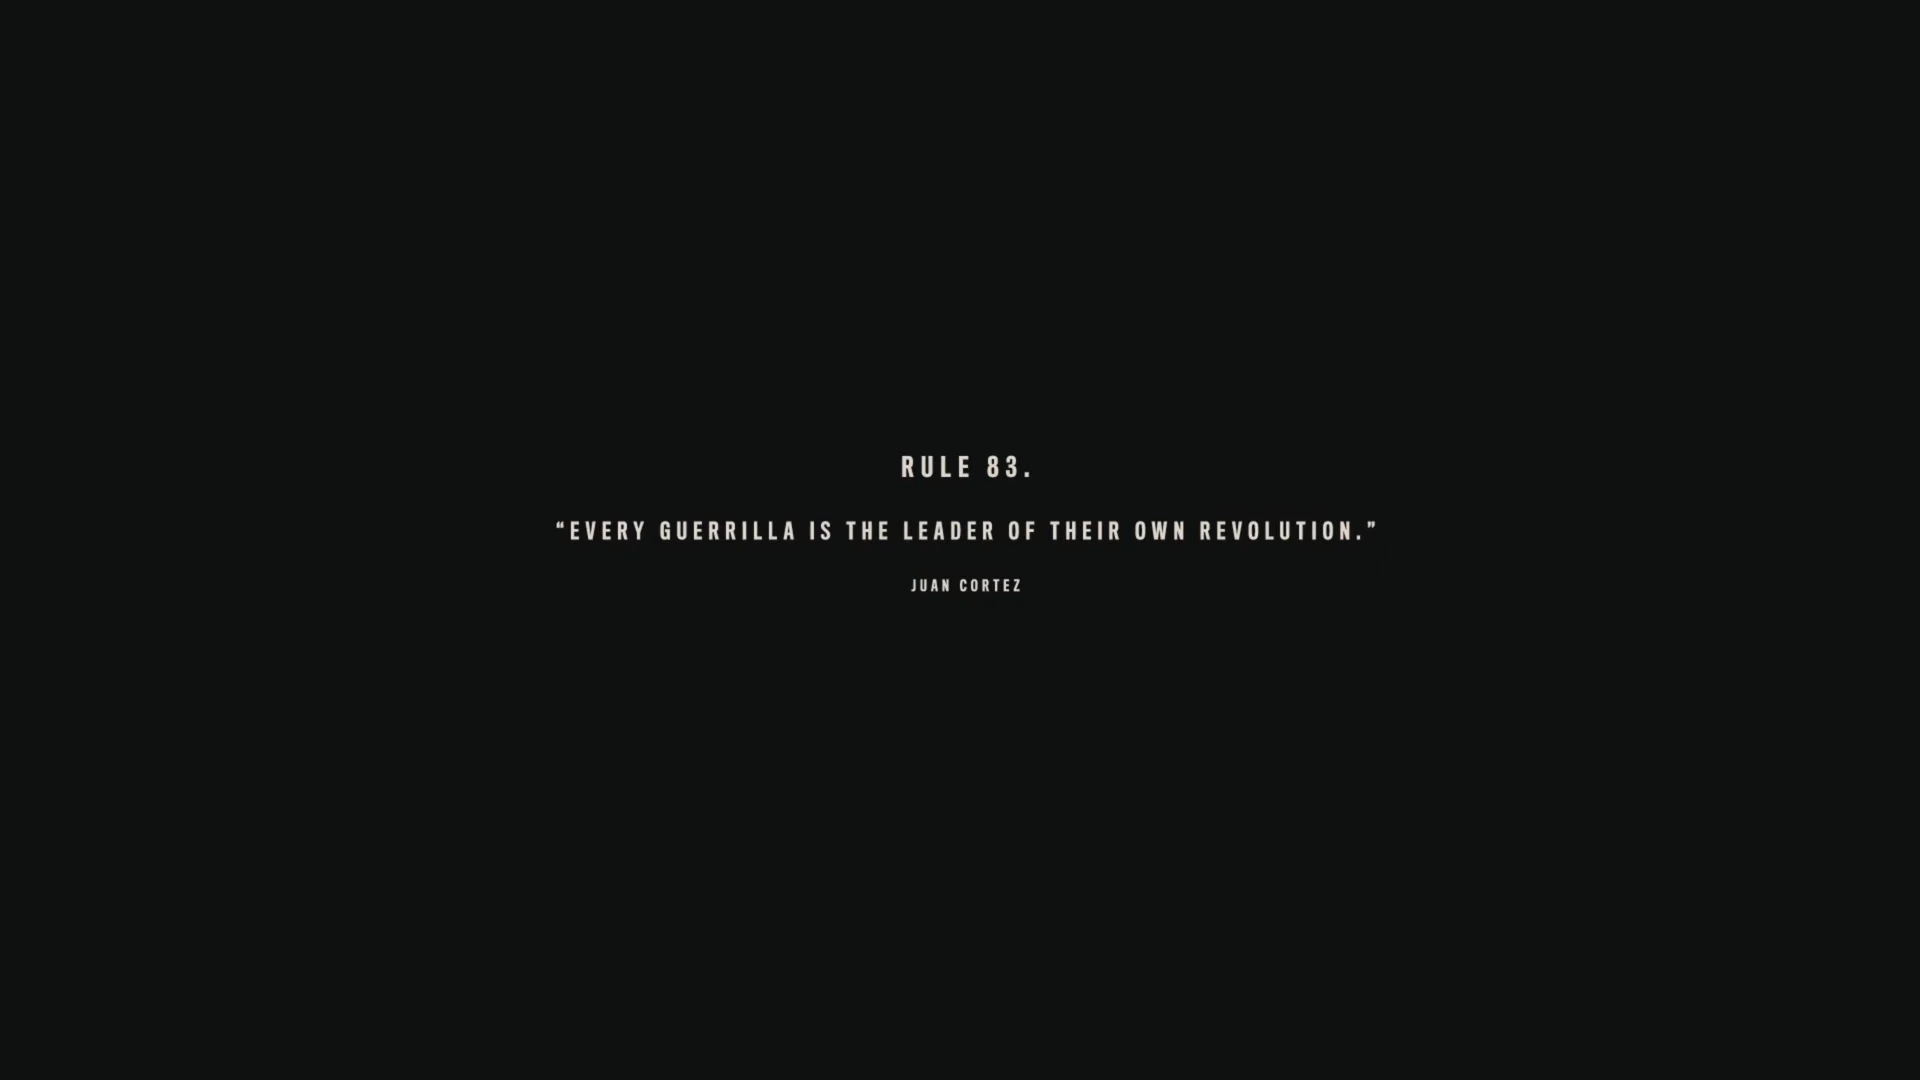 RULE 83.
“EVERY GUERRILLA IS THE LEADER OF THEIR OWN REVOLUTION.”
JUAN CORTEZ